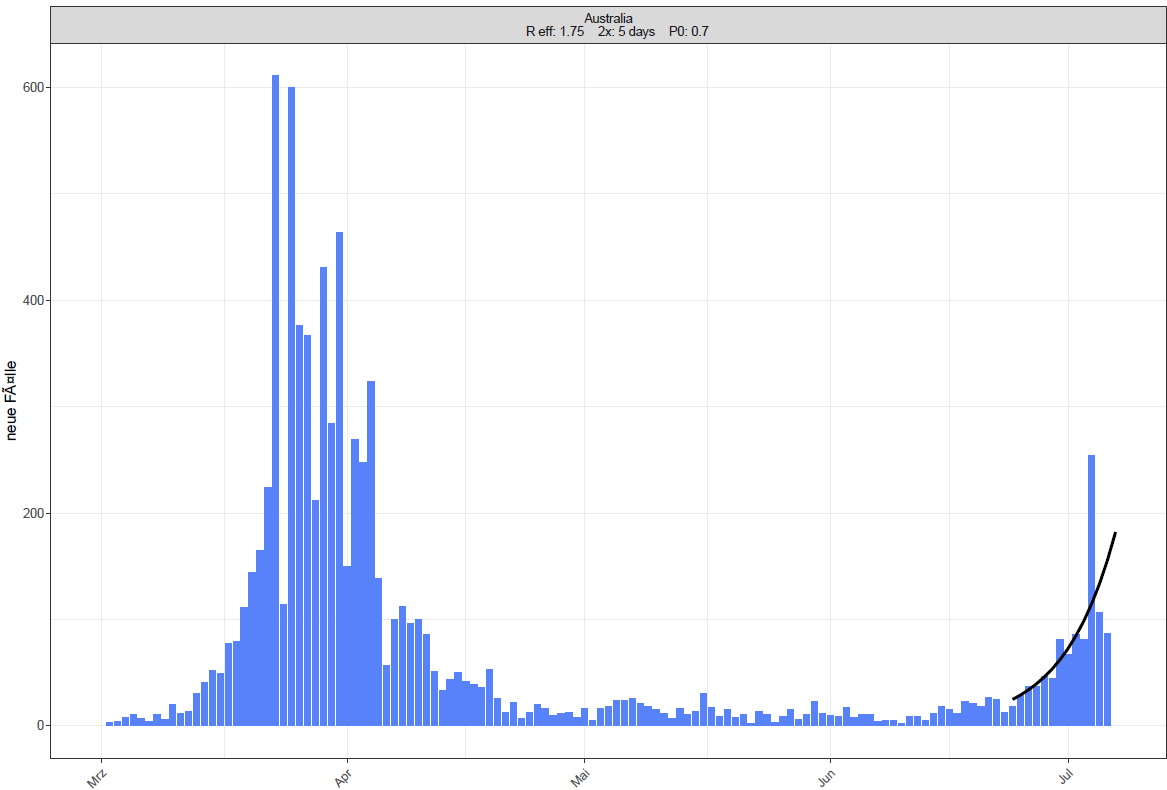 Australia
R eff: 1.75 2x: 5 days P0: 0.7
neue FÃ¤lle
600
400
200
0
Mrz
Apr
Mai
Jun
Jul